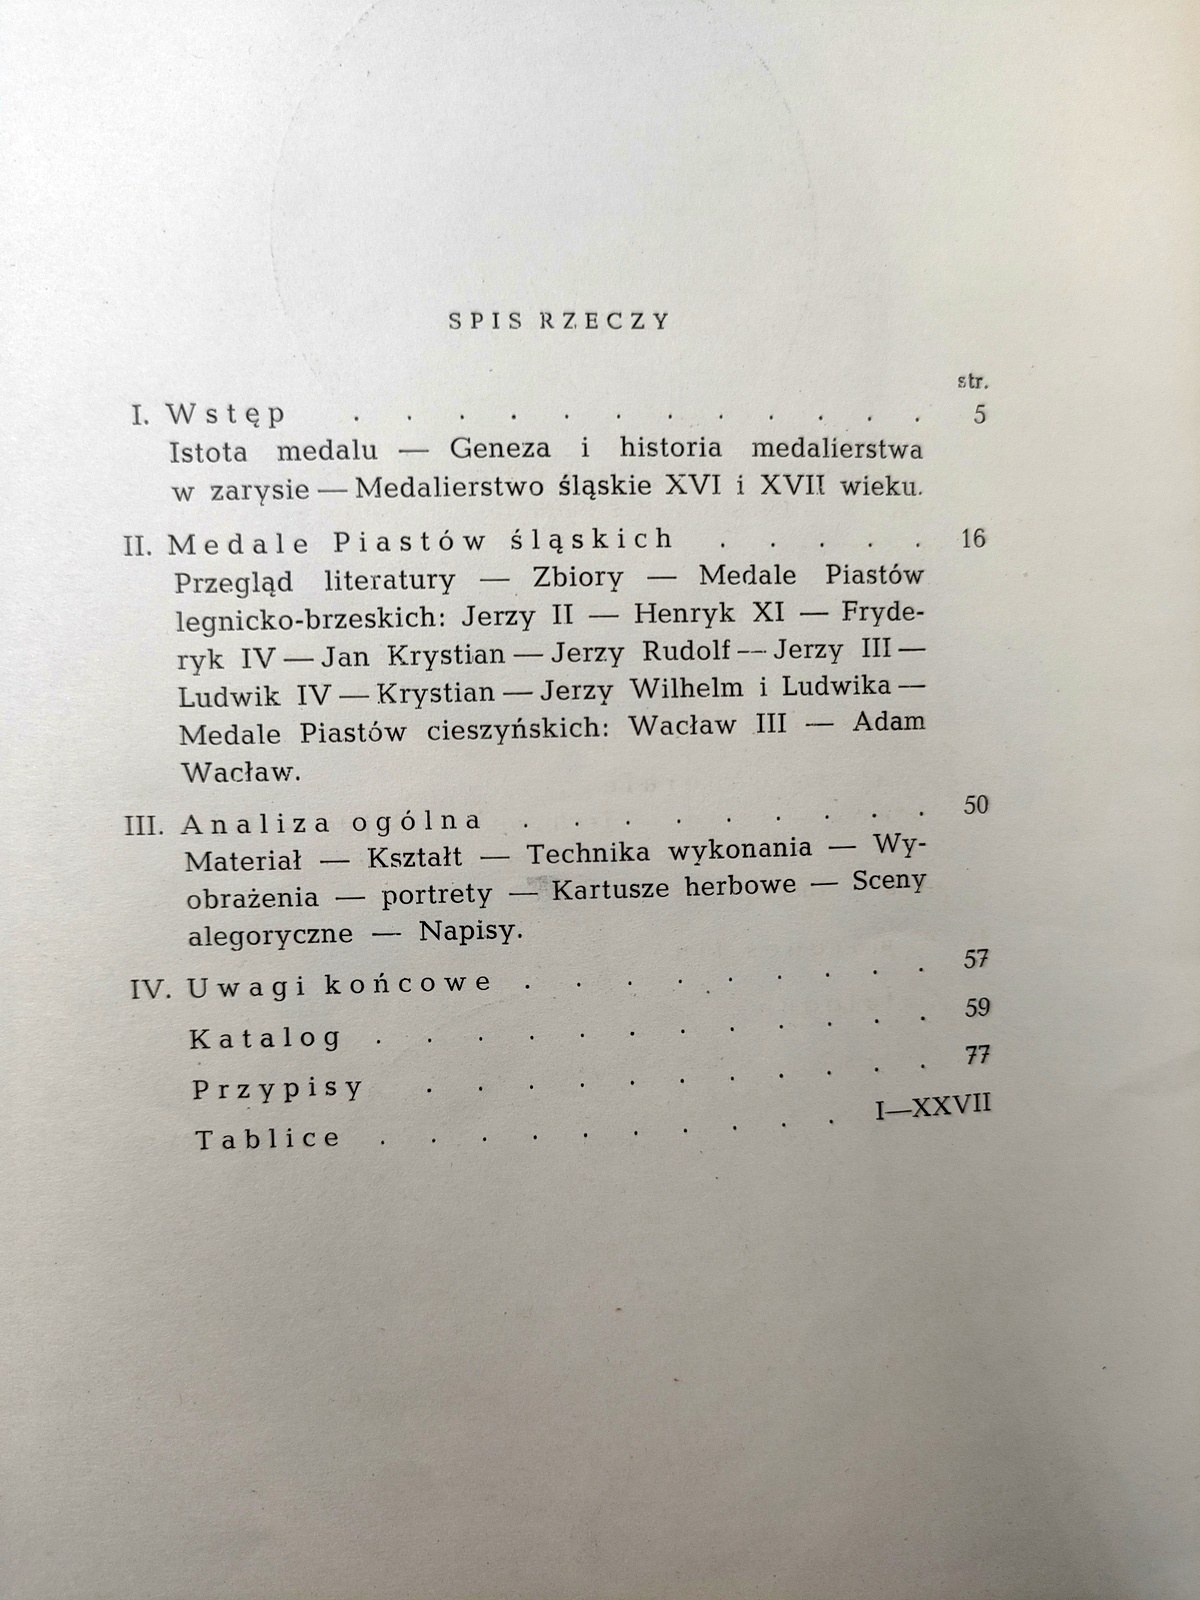 SPIS RZECZY
str.
I. Wstęp . . . . . . . . . . . . 5
Istota medalu — Geneza i historia medalierstwa
w zarysie — Medalierstwo śląskie XVI i XVII wieku.
II. Medale Piastów śląskich . . . . . 16
Przegląd literatury — Zbiory — Medale Piastów
legnicko-brzeskich: Jerzy II — Henryk XI — Fryde-
ryk IV — Jan Krystian — Jerzy Rudolf — Jerzy III —
Ludwik IV — Krystian — Jerzy Wilhelm i Ludwika —
Medale Piastów cieszyńskich: Wacław III — Adam
Wacław.
III. Analiza ogólna . . . . . . . . . 50
Materiał — Kształt — Technika wykonania — Wy-
obrażenia — portrety — Kartusze herbowe — Sceny
alegoryczne — Napisy.
IV. Uwagi końcowe . . . . . . . . . 57
Katalog . . . . . . . . . . . . 59
Przypisy . . . . . . . . . . . 77
Tablice . . . . . . . . . . I—XXVII